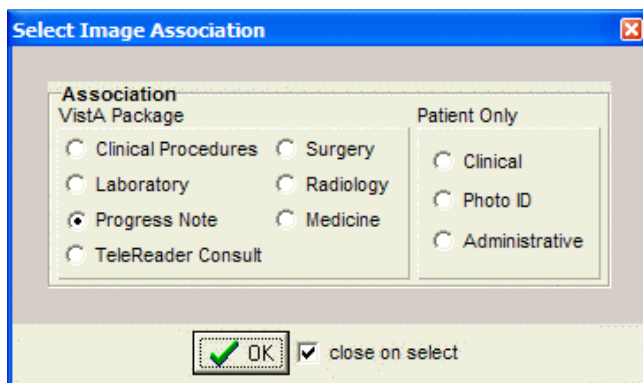 Select Image Association
Association
VistA Package
Patient Only
Clinical Procedures
Surgery
Laboratory
Radiology
Progress Note
Medicine
TeleReader Consult
Clinical
Photo ID
Administrative
OK
close on select